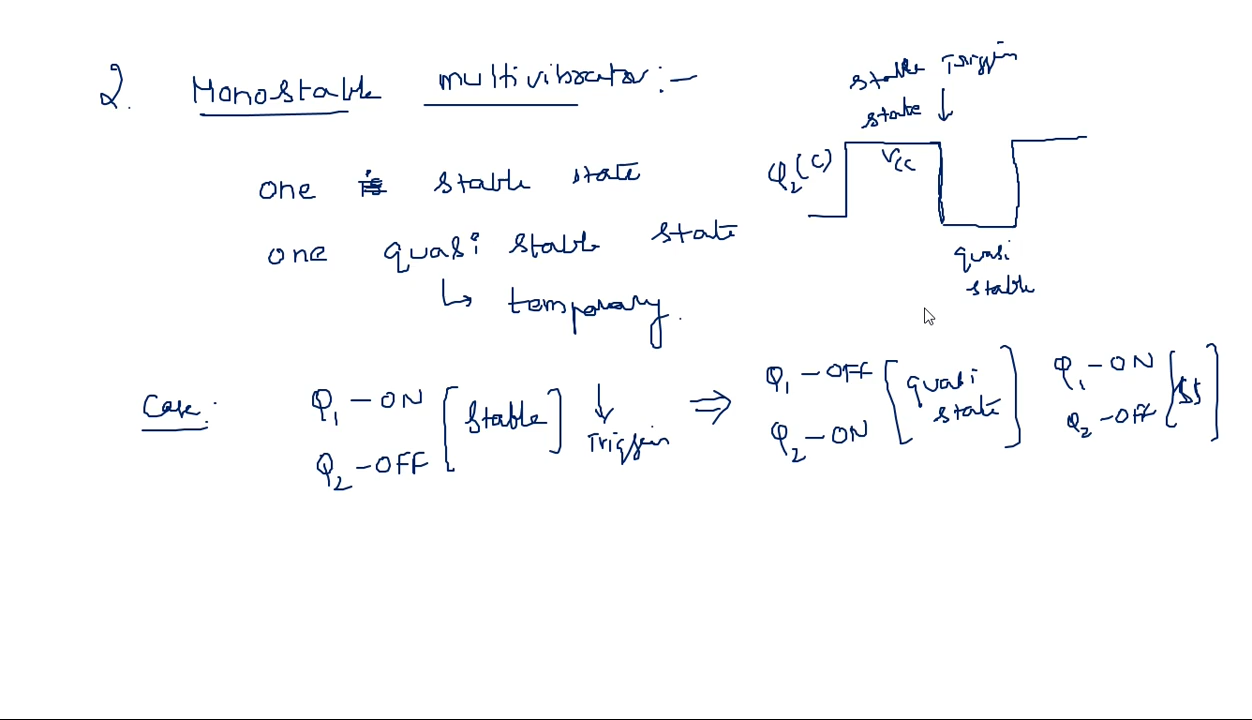 2. Monostable multivibrator:-
one stable state
one quasi stable state
↳ temporary.
stable Trigger
state ↓
Q2(C)
VCC
quasi
stable
Case: Q1 - ON [stable] ↓ Trigger ⇒ Q1 - OFF [quasi state] Q1 - ON [SS]
Q2 - OFF Q2 - ON Q2 - OFF